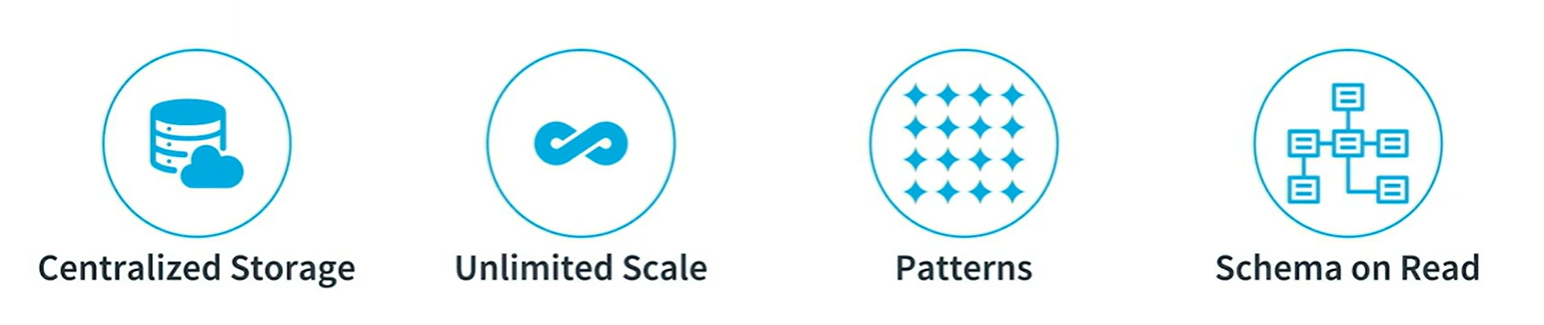 Centralized Storage
Unlimited Scale
Patterns
Schema on Read